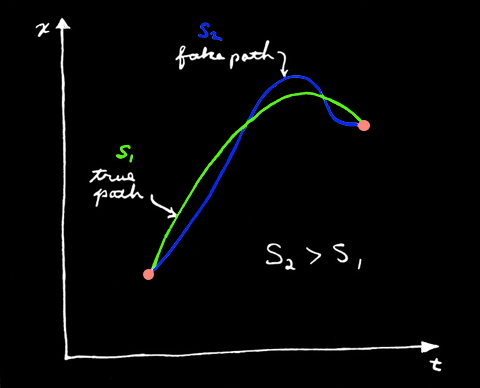 x
S₂
fake path
S₁
true
path
S₂ > S₁
t